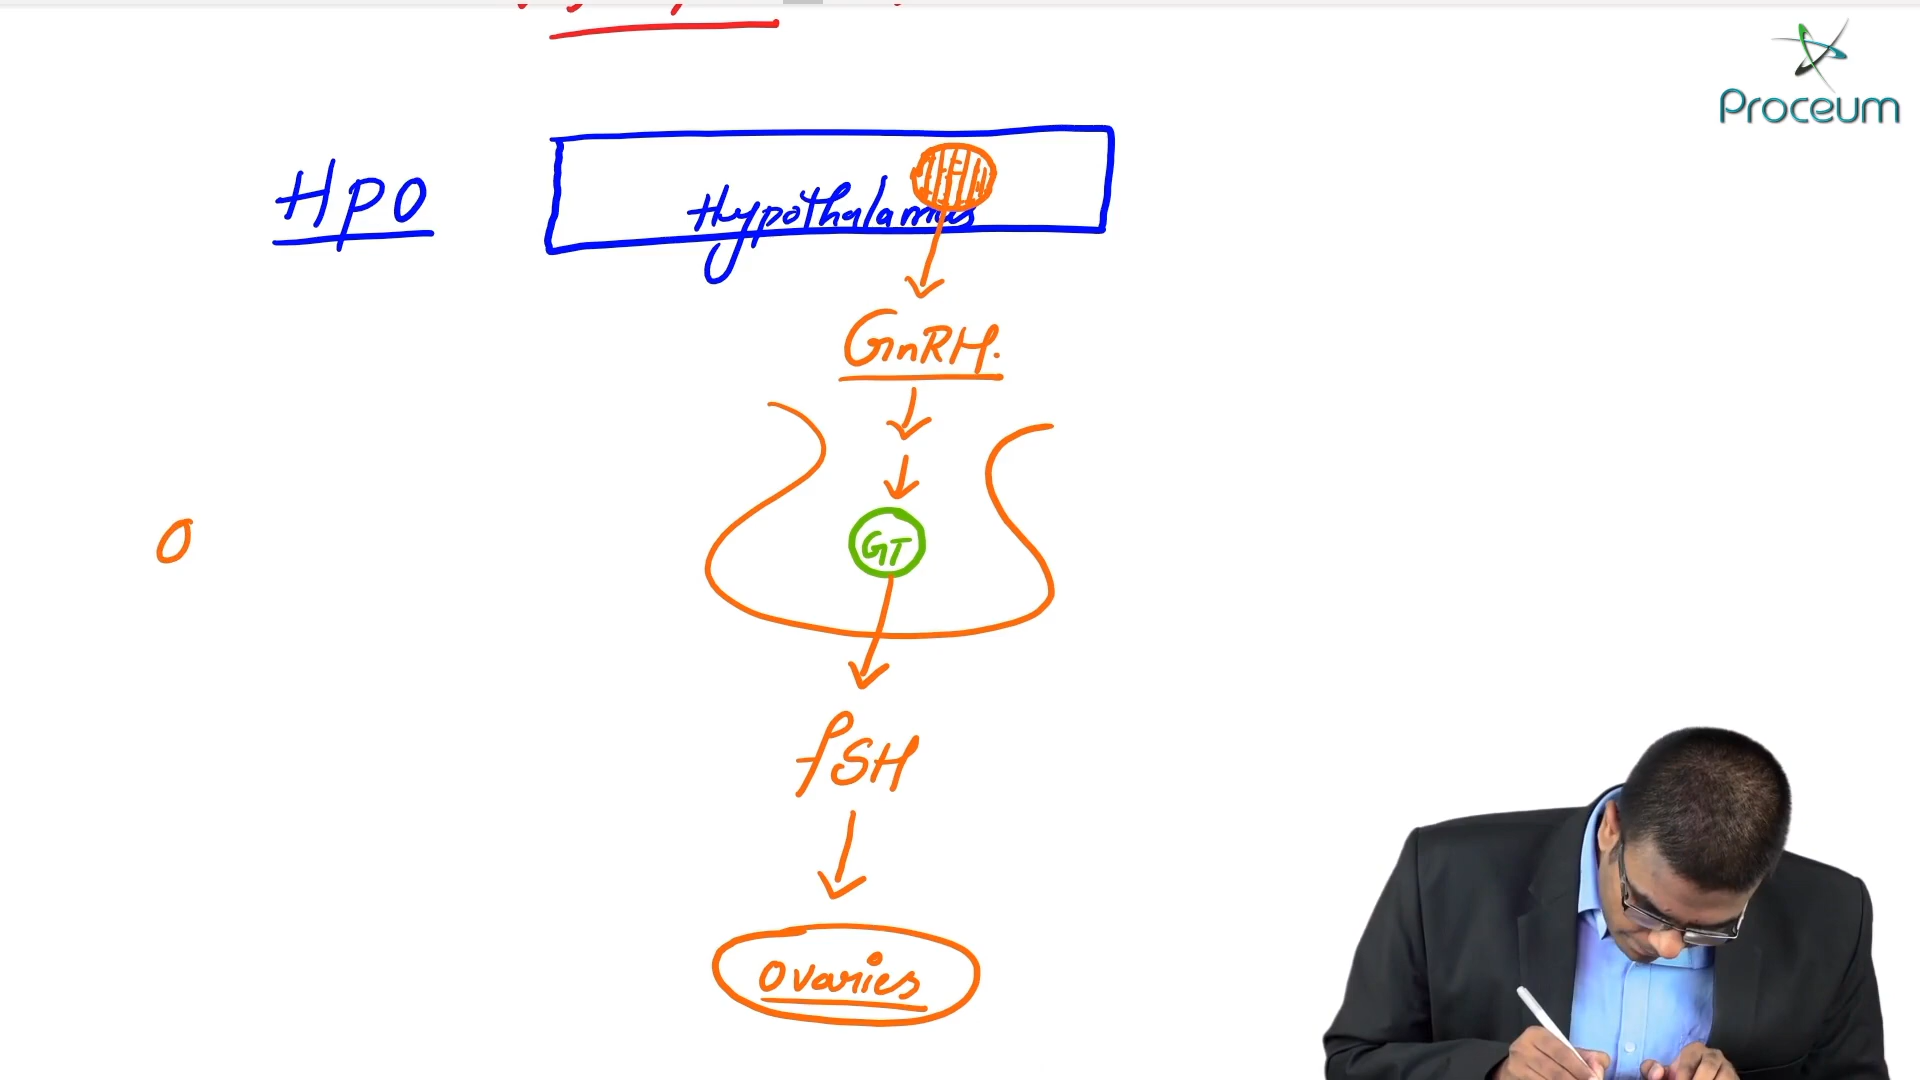 Proceum
HPO
Hypothalamus
GnRH.
O
GT
fSH
Ovaries